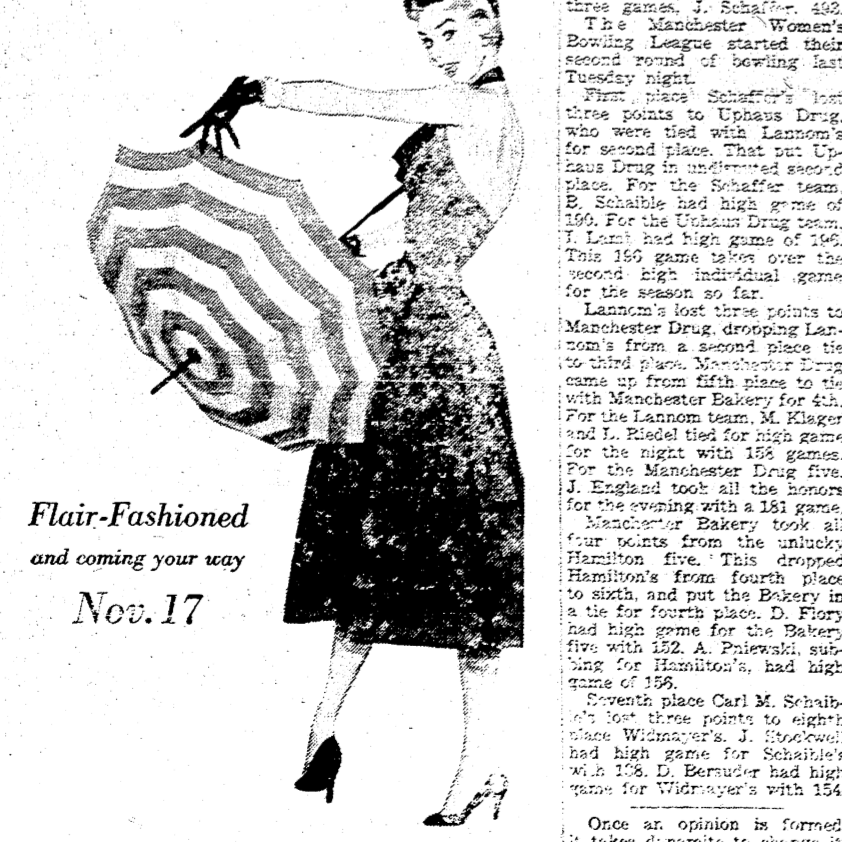 Flair-Fashioned
and coming your way
Nov. 17
three games, J. Schaffer, 493.
The Manchester Women's
Bowling League started their
second round of bowling last
Tuesday night.
First place Schaffer's lost
three points to Uphaus Drug,
who were tied with Lannom's
for second place. That put Up-
haus Drug in undisputed second
place. For the Schaffer team,
B. Schaible had high game of
190. For the Uphaus Drug team,
high game of 196.
This 196 game takes over the
second high individual game
for the season so far.
Lannom's lost three points to
Manchester Drug, dropping Lan-
nom's from a second place tie
to third place. Manchester Drug
came up from fifth place to tie
with Manchester Bakery for 4th.
For the Lannom team, M. Klager
and L. Riedel tied for high game
for the night with 158 games.
For the Manchester Drug five,
J. England took all the honors
for the evening with a 181 game.
Manchester Bakery took all
four points from the unlucky
Hamilton five. This dropped
Hamilton's from fourth place
to sixth, and put the Bakery in
a tie for fourth place. D. Flory
had high game for the Bakery
five with 152. A. Pniewski, sub-
bing for Hamilton's, had high
game of 156.
Seventh place Carl M. Schaib-
le's lost three points to eighth
place Widmayer's. J. Stockwell
had high game for Schaible's
with D. Bersuder had high
game for Widmayer's with 154
Once an opinion is formed
it takes dynamite to change it